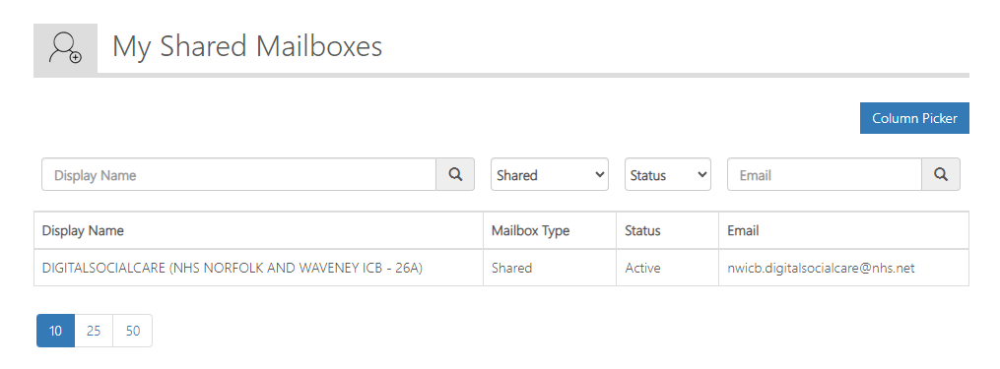 My Shared Mailboxes
Column Picker
Display Name Shared Status Email
Display Name Mailbox Type Status Email
DIGITALSOCIALCARE (NHS NORFOLK AND WAVENEY ICB - 26A) Shared Active nwicb.digitalsocialcare@nhs.net
10 25 50